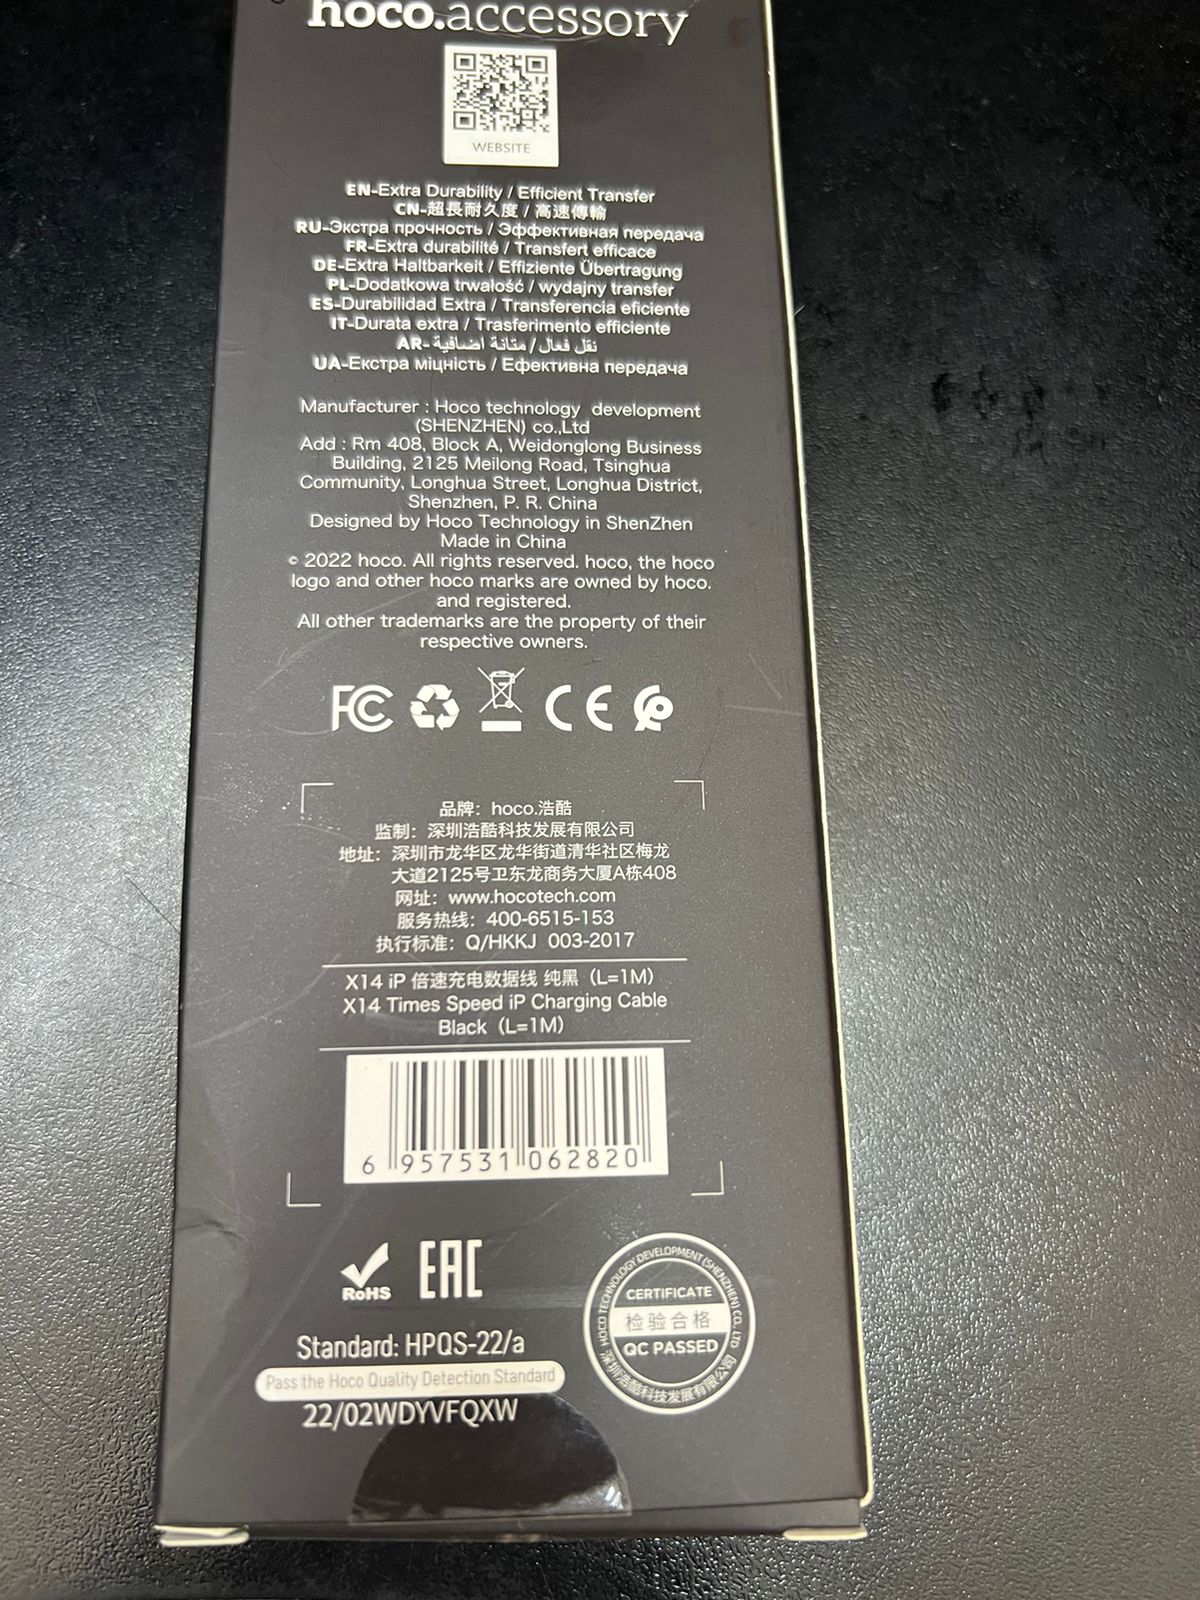 hoco.accessory
WEBSITE
EN-Extra Durability / Efficient Transfer
CN-超長耐久度 / 高速傳輸
RU-Экстра прочность / Эффективная передача
FR-Extra durabilité / Transfert efficace
DE-Extra Haltbarkeit / Effiziente Übertragung
PL-Dodatkowa trwałość / wydajny transfer
ES-Durabilidad Extra / Transferencia eficiente
IT-Durata extra / Trasferimento efficiente
AR- نقل فعال / متانة اضافية
UA-Екстра міцність / Ефективна передача
Manufacturer : Hoco technology development
(SHENZHEN) co.,Ltd
Add : Rm 408, Block A, Weidonglong Business
Building, 2125 Meilong Road, Tsinghua
Community, Longhua Street, Longhua District,
Shenzhen, P. R. China
Designed by Hoco Technology in ShenZhen
Made in China
© 2022 hoco. All rights reserved. hoco, the hoco
logo and other hoco marks are owned by hoco.
and registered.
All other trademarks are the property of their
respective owners.
FC CE
品牌：hoco.浩酷
监制：深圳浩酷科技发展有限公司
地址：深圳市龙华区龙华街道清华社区梅龙
大道2125号卫东龙商务大厦A栋408
网址：www.hocotech.com
服务热线：400-6515-153
执行标准：Q/HKKJ 003-2017
X14 iP 倍速充电数据线 纯黑（L=1M）
X14 Times Speed iP Charging Cable
Black（L=1M）
6 957531 062820
RoHS EAC
HOCO TECHNOLOGY DEVELOPMENT (SHENZHEN) CO., LTD
CERTIFICATE
检验合格
QC PASSED
深圳浩酷科技发展有限公司
Standard: HPQS-22/a
Pass the Hoco Quality Detection Standard
22/02WDYVFQXW